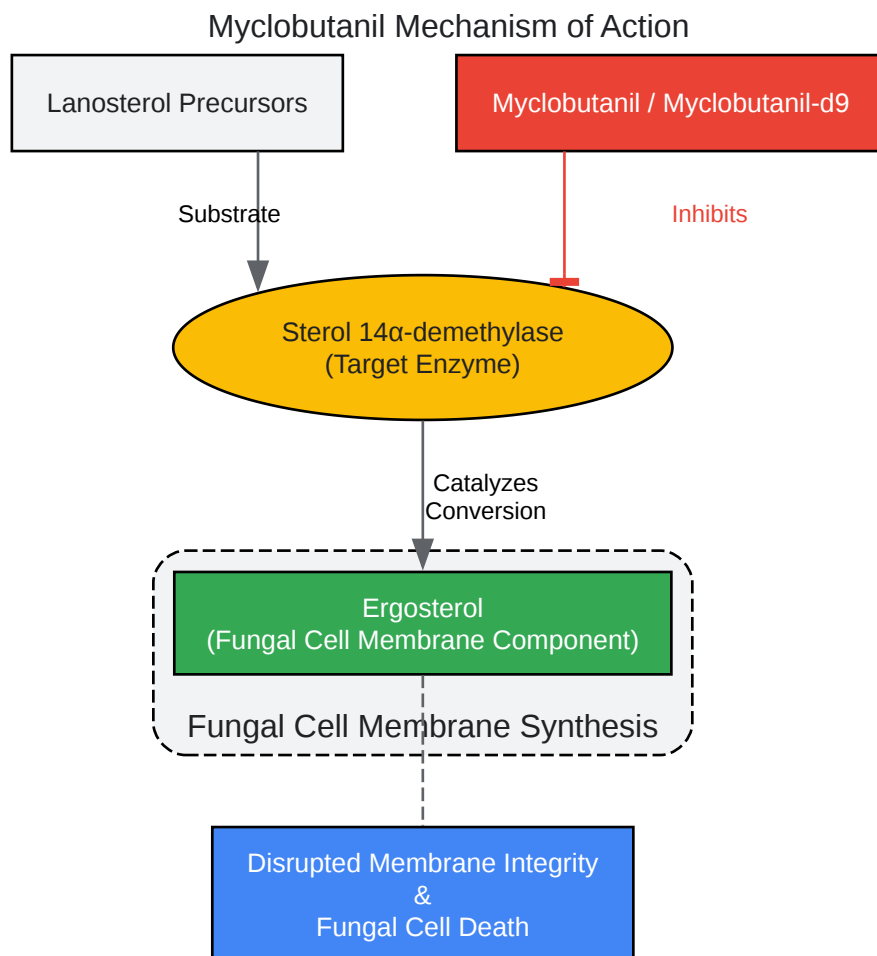 Myclobutanil Mechanism of Action
Lanosterol Precursors
Myclobutanil / Myclobutanil-d9
Substrate
Inhibits
Sterol 14α-demethylase
(Target Enzyme)
Catalyzes
Conversion
Ergosterol
(Fungal Cell Membrane Component)
Fungal Cell Membrane Synthesis
Disrupted Membrane Integrity
&
Fungal Cell Death